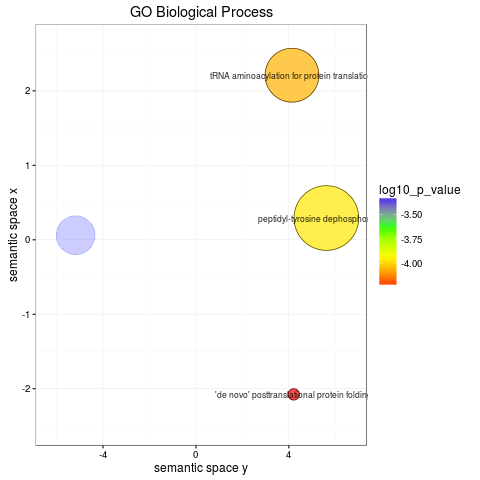 GO Biological Process
tRNA aminoacylation for protein translatio
peptidyl-tyrosine dephospho
'de novo' posttranslational protein folding
2
1
0
-1
-2
-4
0
4
semantic space x
semantic space y
log10_p_value
-3.50
-3.75
-4.00